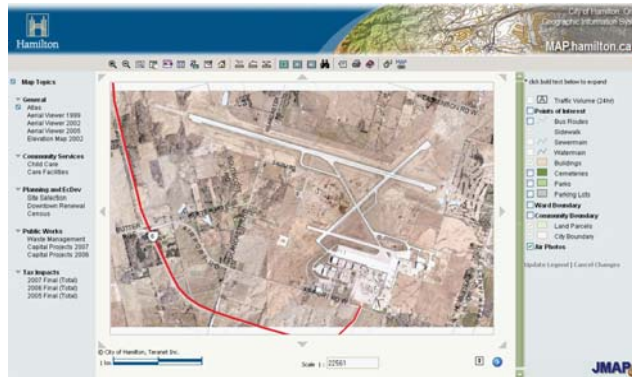 City of Hamilton, On
Geographic Information Sy
Hamilton
MAP.hamilton.ca
Map Topics
General
Atlas
Aerial Viewer 1999
Aerial Viewer 2002
Aerial Viewer 2005
Elevation Map 2002
Community Services
Child Care
Care Facilities
Planning and EcDev
Site Selection
Downtown Renewal
Census
Public Works
Waste Management
Capital Projects 2007
Capital Projects 2006
Tax Impacts
2007 Final (Total)
2006 Final (Total)
2005 Final (Total)
6
© City of Hamilton, Teranet Inc.
1 km
Scale 1 : 22561
* click bold text below to expand
Traffic Volume (24hr)
Points of Interest
Bus Routes
Sidewalk
Sewermain
Watermain
Buildings
Cemeteries
Parks
Parking Lots
Ward Boundary
Community Boundary
Land Parcels
City Boundary
Air Photos
Update Legend | Cancel Changes
JMAP